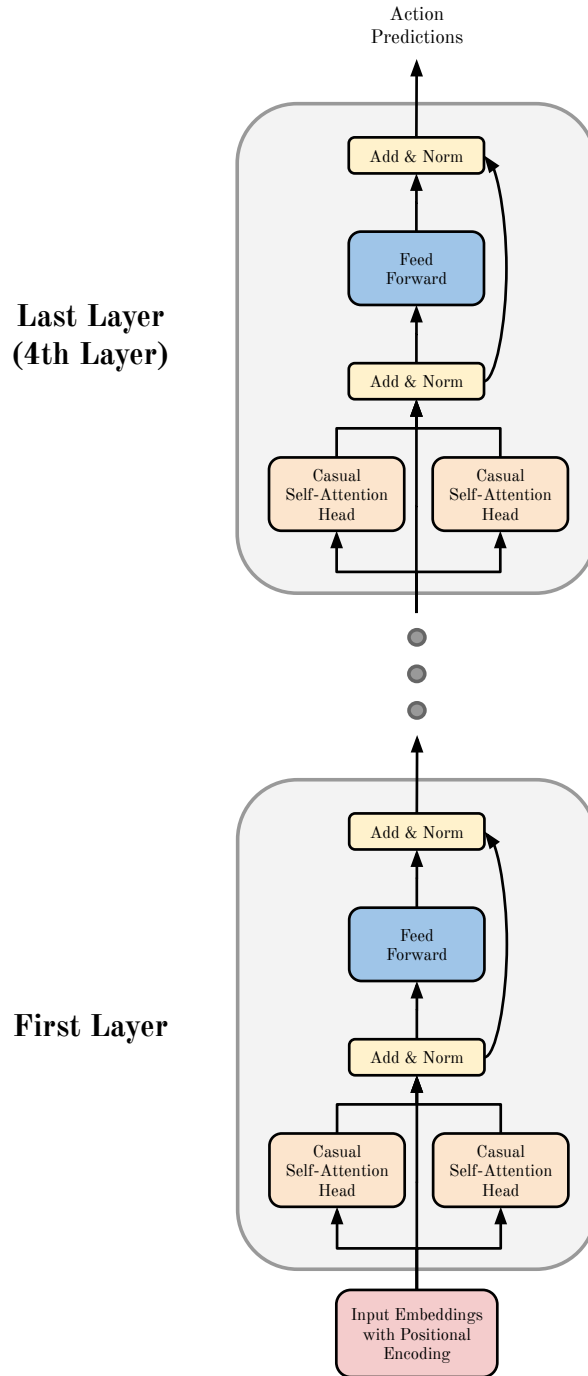 Action
Predictions
Add & Norm
Feed
Forward
Last Layer
(4th Layer)
Add & Norm
Casual
Self-Attention
Head
Casual
Self-Attention
Head
Add & Norm
Feed
Forward
First Layer
Add & Norm
Casual
Self-Attention
Head
Casual
Self-Attention
Head
Input Embeddings
with Positional
Encoding